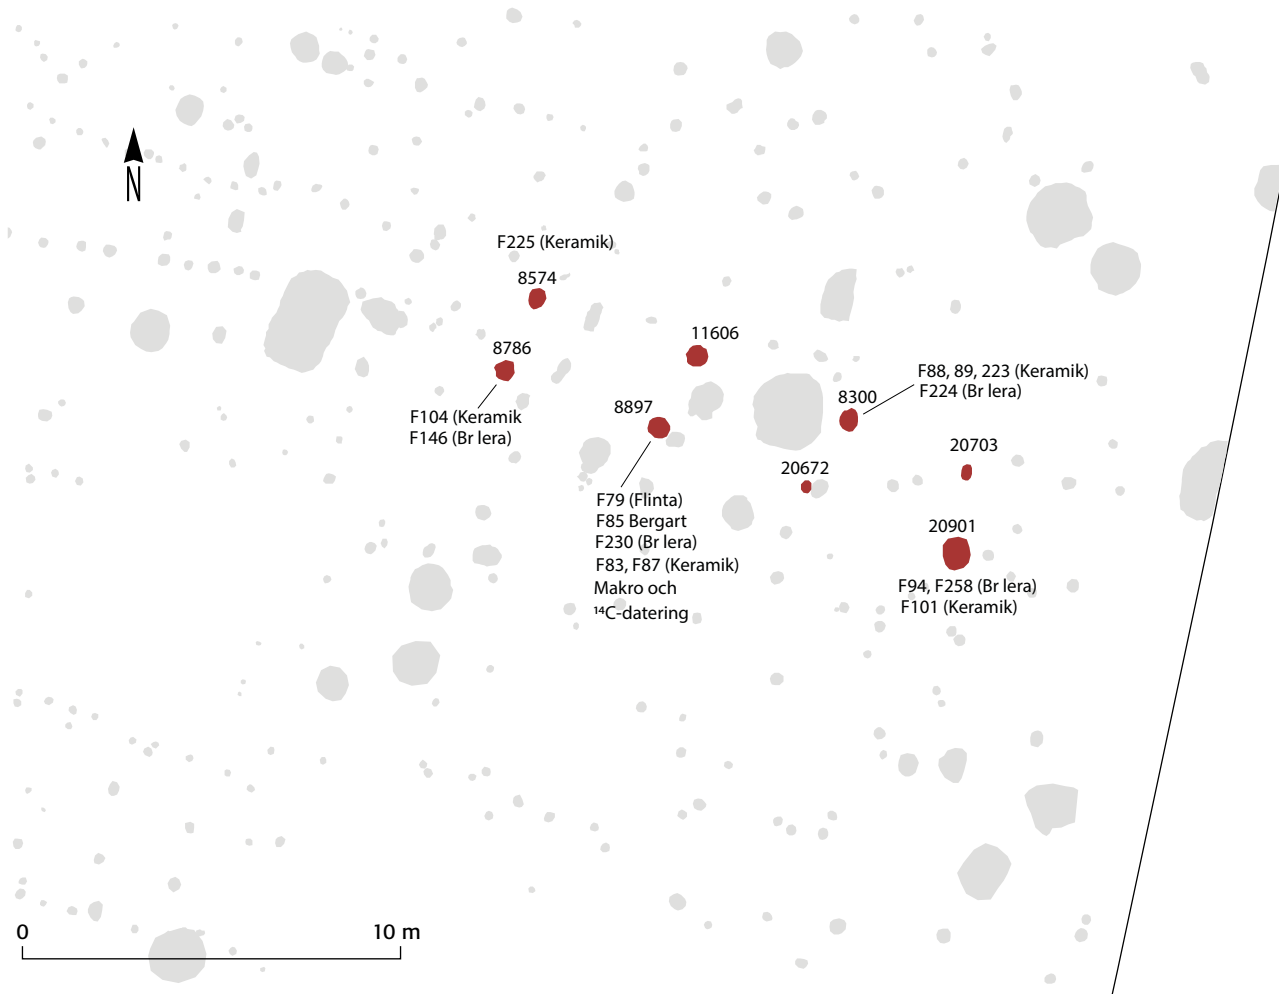 N
F225 (Keramik)
8574
11606
8786
F88, 89, 223 (Keramik)
F224 (Br lera)
8300
8897
F104 (Keramik
F146 (Br lera)
20703
20672
F79 (Flinta)
F85 Bergart
F230 (Br lera)
F83, F87 (Keramik)
Makro och
¹⁴C-datering
20901
F94, F258 (Br lera)
F101 (Keramik)
0 10 m